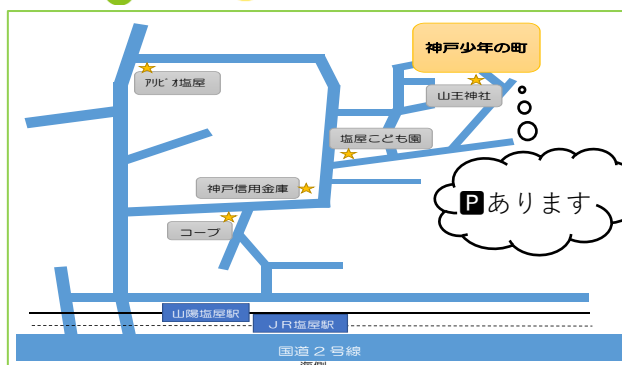 神戸少年の町
ｱﾘﾋﾞｵ塩屋
山王神社
塩屋こども園
神戸信用金庫
🅿あります
コープ
山陽塩屋駅
ＪＲ塩屋駅
国道２号線
海側